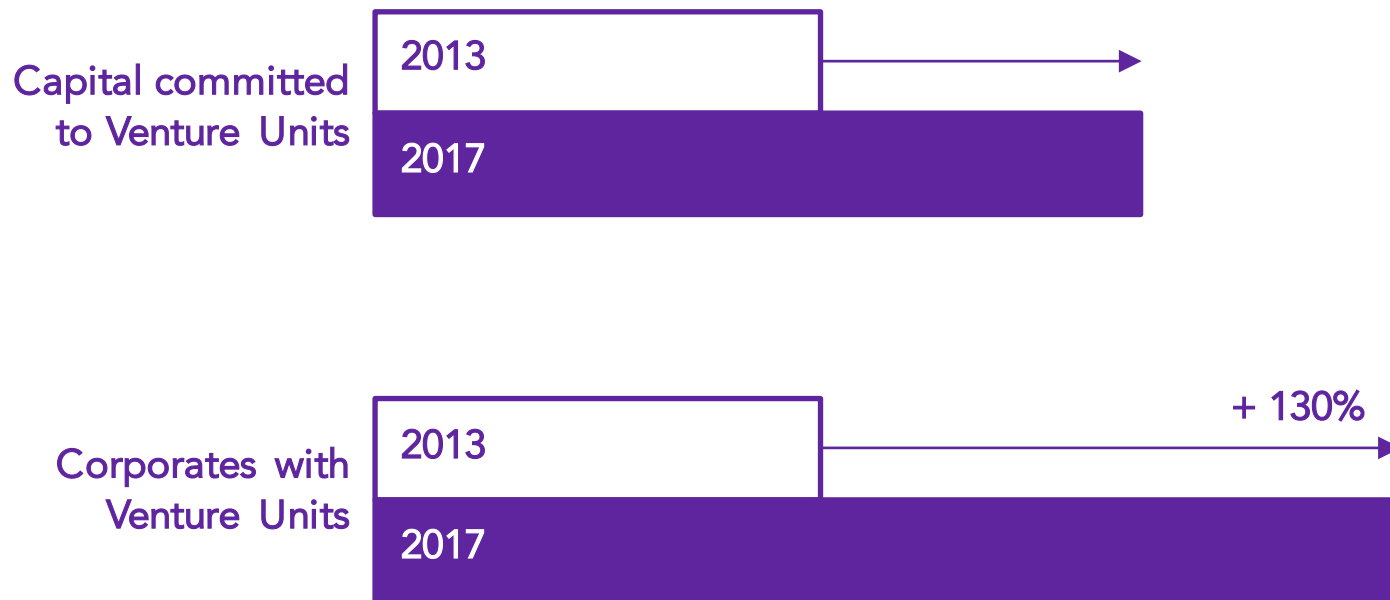 2013
Capital committed
to Venture Units
2017
+ 130%
2013
Corporates with
Venture Units
2017